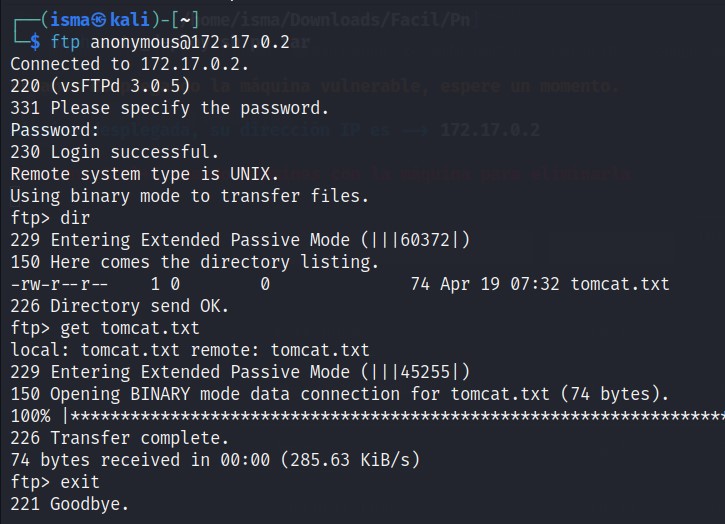 ┌──(isma㉿kali)-[~]
└─$ ftp anonymous@172.17.0.2
Connected to 172.17.0.2.
220 (vsFTPd 3.0.5)
331 Please specify the password.
Password:
230 Login successful.
Remote system type is UNIX.
Using binary mode to transfer files.
ftp> dir
229 Entering Extended Passive Mode (|||60372|)
150 Here comes the directory listing.
-rw-r--r--    1 0        0              74 Apr 19 07:32 tomcat.txt
226 Directory send OK.
ftp> get tomcat.txt
local: tomcat.txt remote: tomcat.txt
229 Entering Extended Passive Mode (|||45255|)
150 Opening BINARY mode data connection for tomcat.txt (74 bytes).
100% |*******************************************************************
226 Transfer complete.
74 bytes received in 00:00 (285.63 KiB/s)
ftp> exit
221 Goodbye.